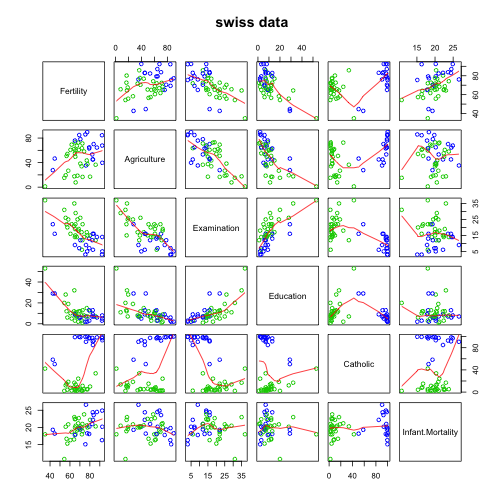 swiss data
0 40 80
0 20 40
15 20 25
Fertility
40 60 80
0 40 80
Agriculture
Examination
5 15 25 35
0 20 40
Education
Catholic
0 40 80
15 20 25
Infant.Mortality
40 60 80
5 15 25 35
0 40 80